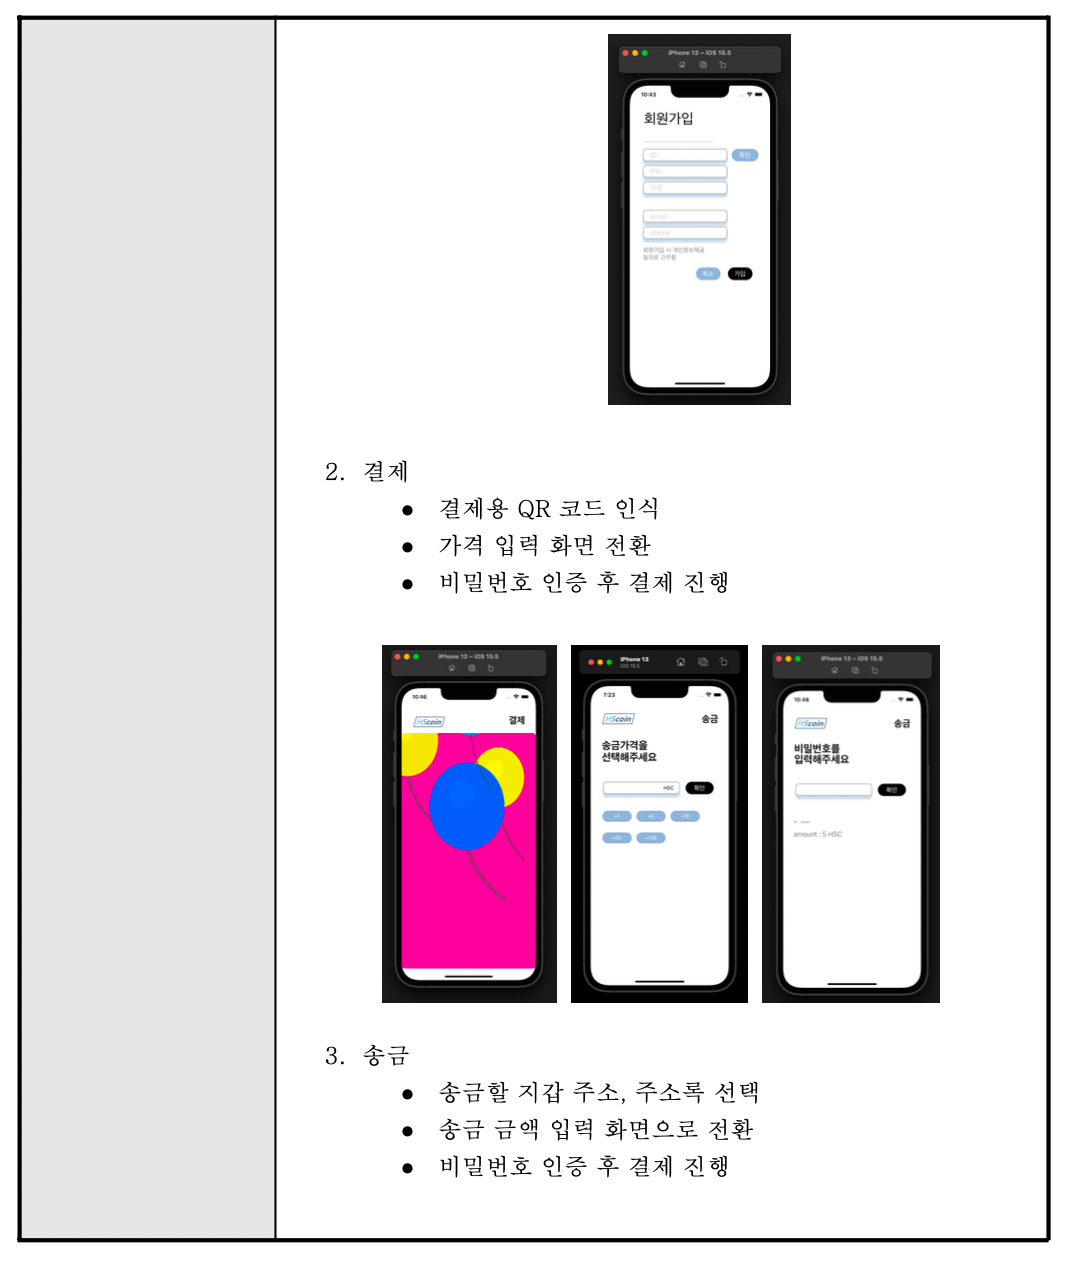 iPhone 13 – iOS 15.5
10:43
회원가입
ID :
확인
PW :
이름 :
email :
phone :
회원가입 시 개인정보제공
동의로 간주함
취소 가입
2. 결제
● 결제용 QR 코드 인식
● 가격 입력 화면 전환
● 비밀번호 인증 후 결제 진행
iPhone 13 – iOS 15.5
10:46
HScoin 결제
iPhone 13
iOS 15.5
7:23
HScoin 송금
송금가격을
선택해주세요
HSC 확인
+1 +5 +10
+50 +100
iPhone 13 – iOS 15.5
10:48
HScoin 송금
비밀번호를
입력해주세요
확인
amount : 5 HSC
3. 송금
● 송금할 지갑 주소, 주소록 선택
● 송금 금액 입력 화면으로 전환
● 비밀번호 인증 후 결제 진행